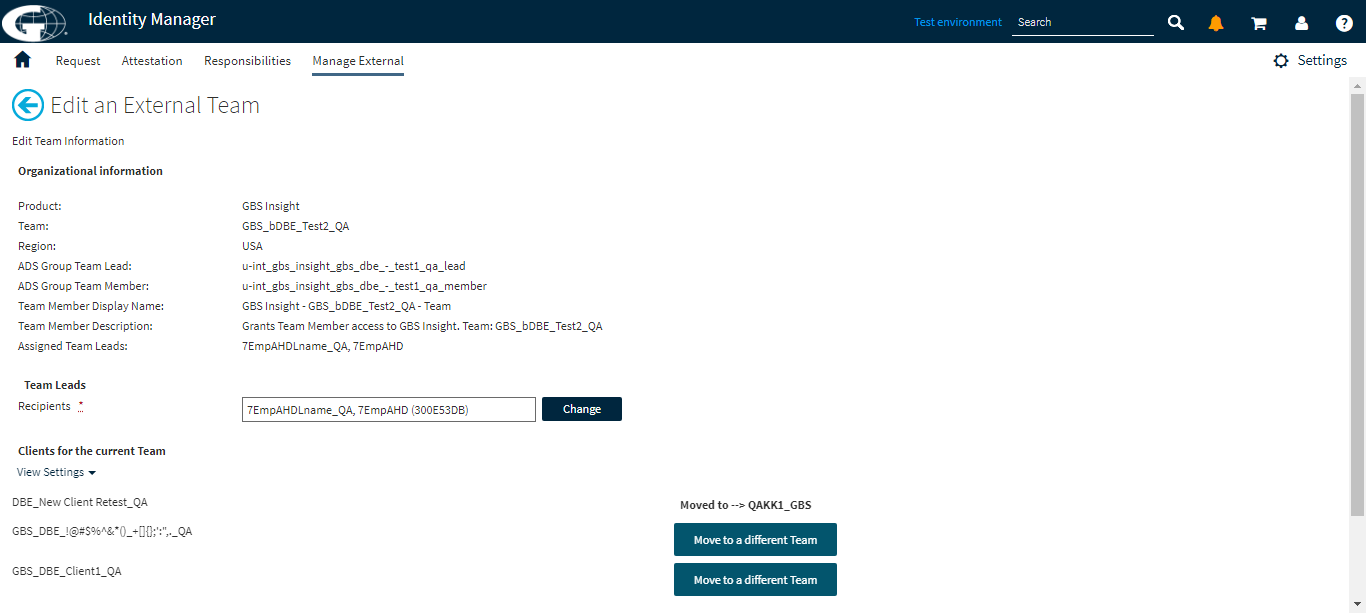 Identity Manager
Test environment
Search
Request Attestation Responsibilities Manage External
Settings
Edit an External Team
Edit Team Information
Organizational information
Product: GBS Insight
Team: GBS_bDBE_Test2_QA
Region: USA
ADS Group Team Lead: u-int_gbs_insight_gbs_dbe_-_test1_qa_lead
ADS Group Team Member: u-int_gbs_insight_gbs_dbe_-_test1_qa_member
Team Member Display Name: GBS Insight - GBS_bDBE_Test2_QA - Team
Team Member Description: Grants Team Member access to GBS Insight. Team: GBS_bDBE_Test2_QA
Assigned Team Leads: 7EmpAHDLname_QA, 7EmpAHD
Team Leads
Recipients * 7EmpAHDLname_QA, 7EmpAHD (300E53DB) Change
Clients for the current Team
View Settings
DBE_New Client Retest_QA Moved to --> QAKK1_GBS
GBS_DBE_!@#$%^&*()_+[]{};':",._QA Move to a different Team
GBS_DBE_Client1_QA Move to a different Team